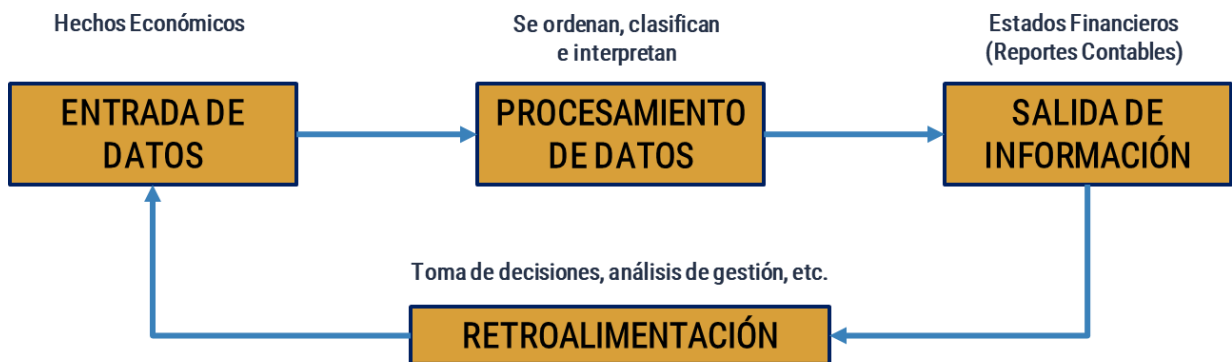 Hechos Económicos
ENTRADA DE
DATOS
Se ordenan, clasifican
e interpretan
PROCESAMIENTO
DE DATOS
Estados Financieros
(Reportes Contables)
SALIDA DE
INFORMACIÓN
Toma de decisiones, análisis de gestión, etc.
RETROALIMENTACIÓN